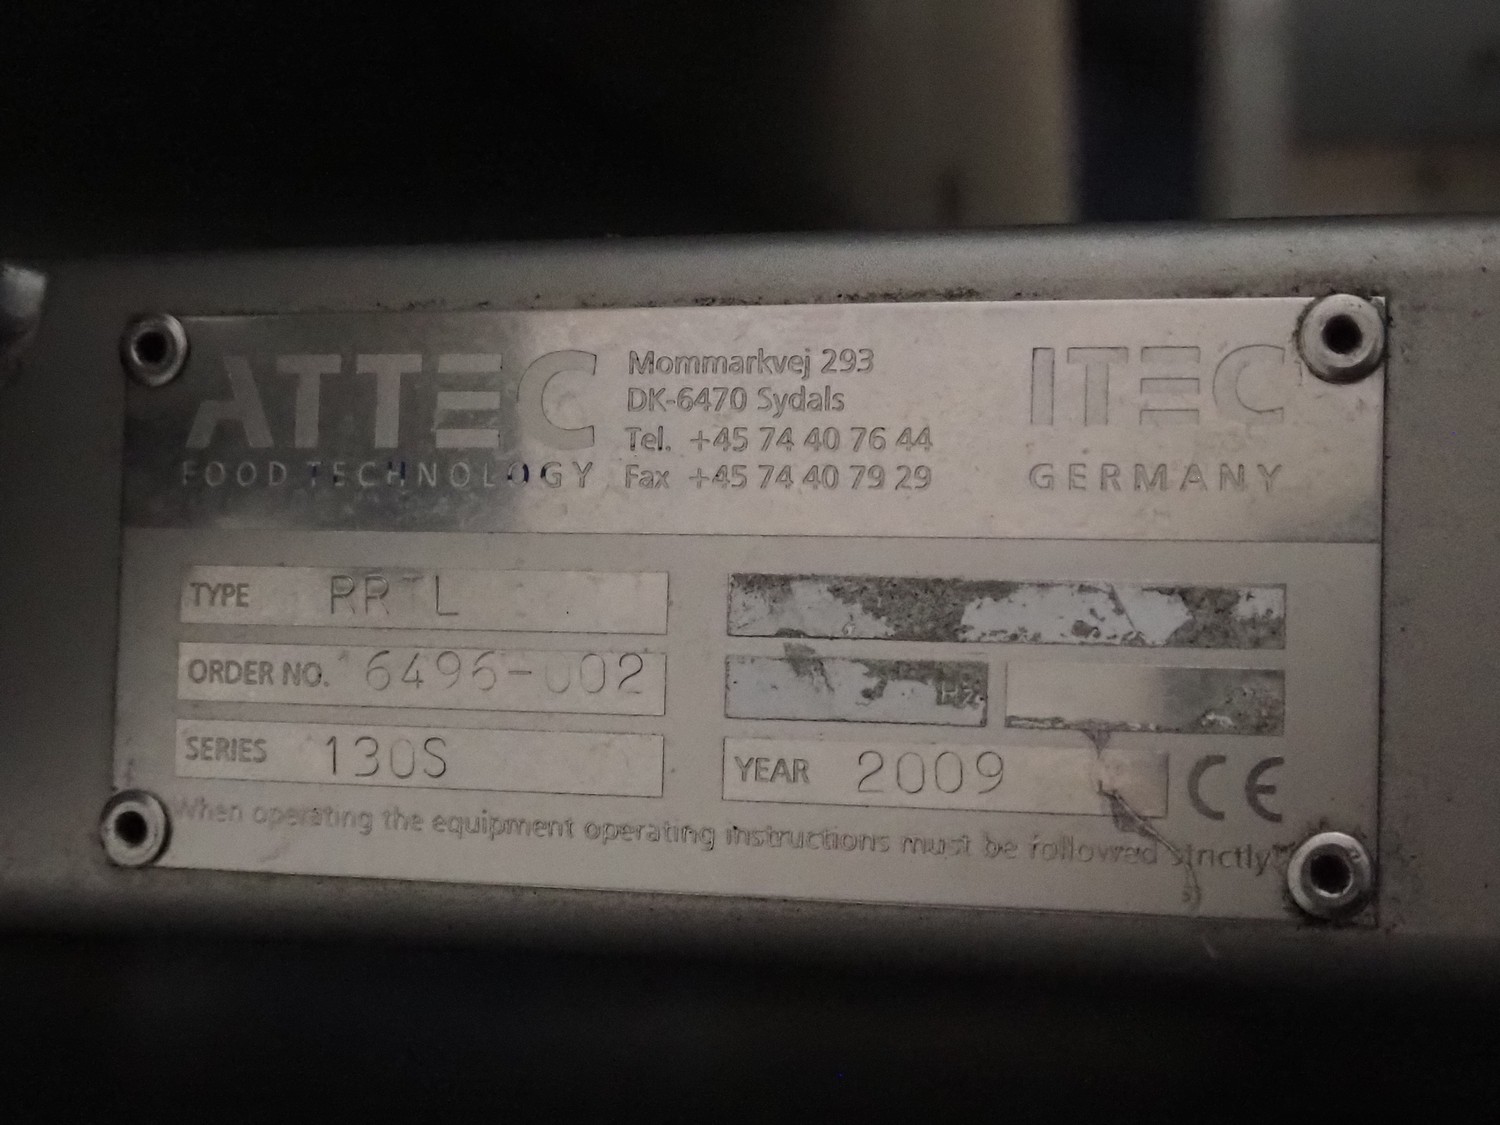 ATTEC
FOOD TECHNOLOGY
Mommarkvej 293
DK-6470 Sydals
Tel. +45 74 40 76 44
Fax +45 74 40 79 29
ITEC
GERMANY
TYPE
ORDER NO. 6496-002
SERIES 130S
Hz
YEAR 2009
CE
When operating the equipment operating instructions must be followed strictly!